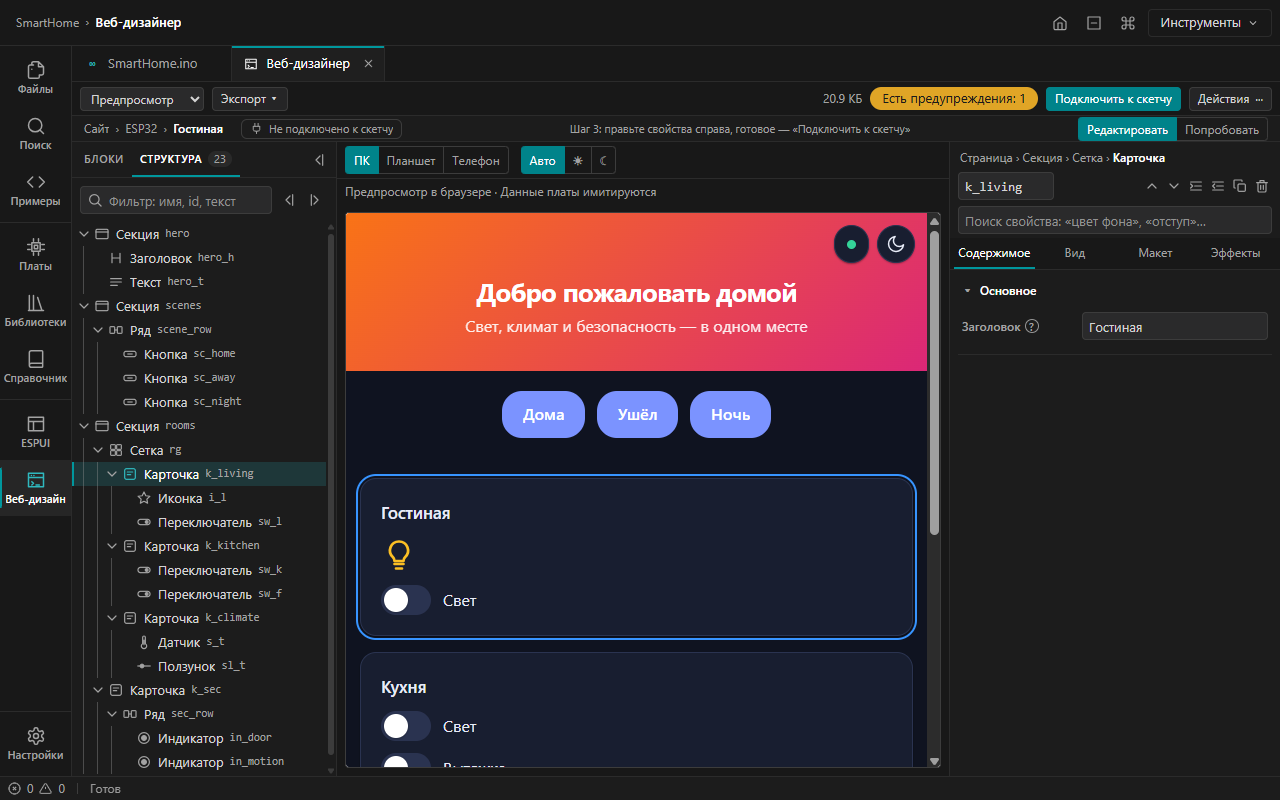 SmartHome › Веб-дизайнер
Инструменты
Файлы
Поиск
Примеры
Платы
Библиотеки
Справочник
ESPUI
Веб-дизайн
Настройки
∞ SmartHome.ino
Веб-дизайнер ×
Предпросмотр
Экспорт
20.9 КБ
Есть предупреждения: 1
Подключить к скетчу
Действия ···
Сайт › ESP32 › Гостиная
Не подключено к скетчу
Шаг 3: правьте свойства справа, готовое — «Подключить к скетчу»
Редактировать
Попробовать
БЛОКИ
СТРУКТУРА 23
Фильтр: имя, id, текст
Секция hero
Заголовок hero_h
Текст hero_t
Секция scenes
Ряд scene_row
Кнопка sc_home
Кнопка sc_away
Кнопка sc_night
Секция rooms
Сетка rg
Карточка k_living
Иконка i_l
Переключатель sw_l
Карточка k_kitchen
Переключатель sw_k
Переключатель sw_f
Карточка k_climate
Датчик s_t
Ползунок sl_t
Карточка k_sec
Ряд sec_row
Индикатор in_door
Индикатор in_motion
ПК
Планшет
Телефон
Авто
Предпросмотр в браузере · Данные платы имитируются
Добро пожаловать домой
Свет, климат и безопасность — в одном месте
Дома
Ушёл
Ночь
Гостиная
Свет
Кухня
Свет
Страница › Секция › Сетка › Карточка
k_living
Поиск свойства: «цвет фона», «отступ»…
Содержимое
Вид
Макет
Эффекты
Основное
Заголовок ?
Гостиная
0
0
Готов